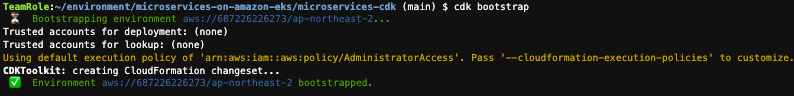 TeamRole:~/environment/microservices-on-amazon-eks/microservices-cdk (main) $ cdk bootstrap
⏳ Bootstrapping environment aws://687226226273/ap-northeast-2...
Trusted accounts for deployment: (none)
Trusted accounts for lookup: (none)
Using default execution policy of 'arn:aws:iam::aws:policy/AdministratorAccess'. Pass '--cloudformation-execution-policies' to customize.
CDKToolkit: creating CloudFormation changeset...
✅ Environment aws://687226226273/ap-northeast-2 bootstrapped.